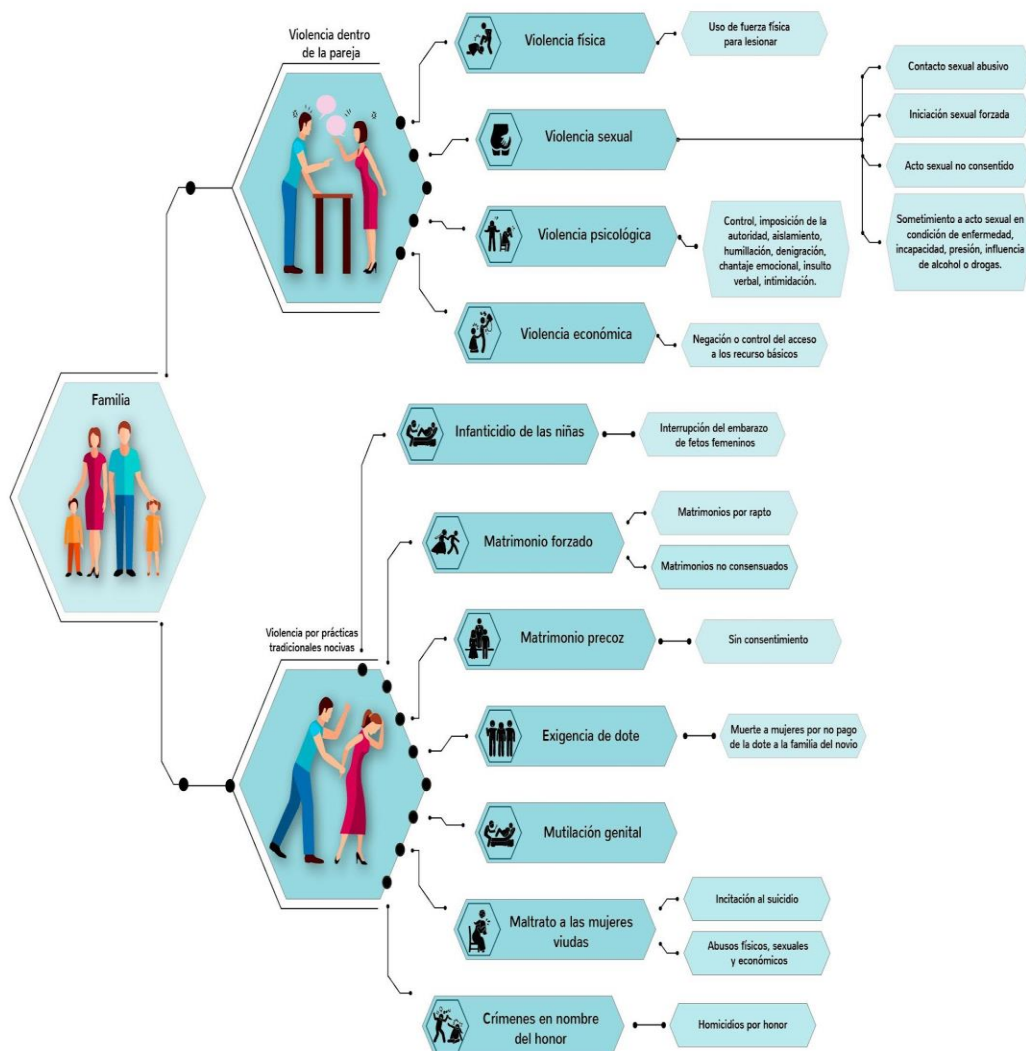 Violencia dentro
de la pareja
Violencia física
Uso de fuerza física
para lesionar
Violencia sexual
Contacto sexual abusivo
Iniciación sexual forzada
Acto sexual no consentido
Sometimiento a acto sexual en
condición de enfermedad,
incapacidad, presión, influencia
de alcohol o drogas.
Violencia psicológica
Control, imposición de la
autoridad, aislamiento,
humillación, denigración,
chantaje emocional, insulto
verbal, intimidación.
Violencia económica
Negación o control del acceso
a los recurso básicos
Familia
Violencia por prácticas
tradicionales nocivas
Infanticidio de las niñas
Interrupción del embarazo
de fetos femeninos
Matrimonio forzado
Matrimonios por rapto
Matrimonios no consensuados
Matrimonio precoz
Sin consentimiento
Exigencia de dote
Muerte a mujeres por no pago
de la dote a la familia del novio
Mutilación genital
Maltrato a las mujeres
viudas
Incitación al suicidio
Abusos físicos, sexuales
y económicos
Crímenes en nombre
del honor
Homicidios por honor